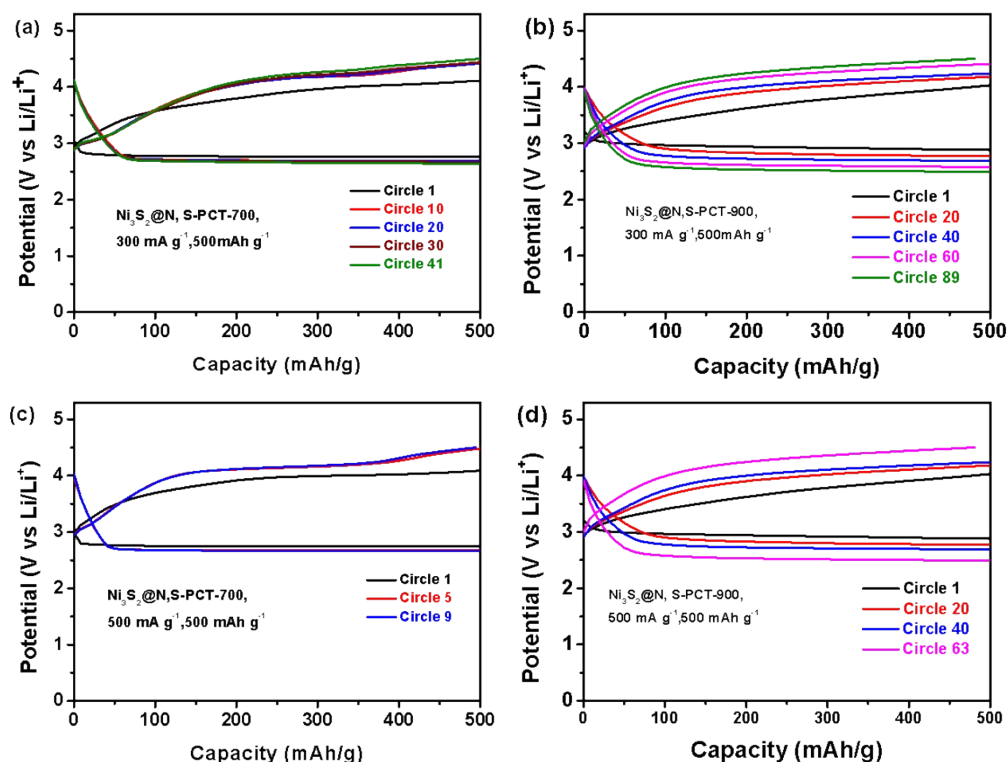 (a)
5
4
3
2
1
0
Potential (V vs Li/Li⁺)
Ni₃S₂@N, S-PCT-700,
300 mA g⁻¹,500mAh g⁻¹
Circle 1
Circle 10
Circle 20
Circle 30
Circle 41
0 100 200 300 400 500
Capacity (mAh/g)
(b)
5
4
3
2
1
0
Potential (V vs Li/Li⁺)
Ni₃S₂@N,S-PCT-900,
300 mA g⁻¹,500mAh g⁻¹
Circle 1
Circle 20
Circle 40
Circle 60
Circle 89
0 100 200 300 400 500
Capacity (mAh/g)
(c)
5
4
3
2
1
0
Potential (V vs Li/Li⁺)
Ni₃S₂@N,S-PCT-700,
500 mA g⁻¹,500 mAh g⁻¹
Circle 1
Circle 5
Circle 9
0 100 200 300 400 500
Capacity (mAh/g)
(d)
5
4
3
2
1
0
Potential (V vs Li/Li⁺)
Ni₃S₂@N, S-PCT-900,
500 mA g⁻¹,500 mAh g⁻¹
Circle 1
Circle 20
Circle 40
Circle 63
0 100 200 300 400 500
Capacity (mAh/g)